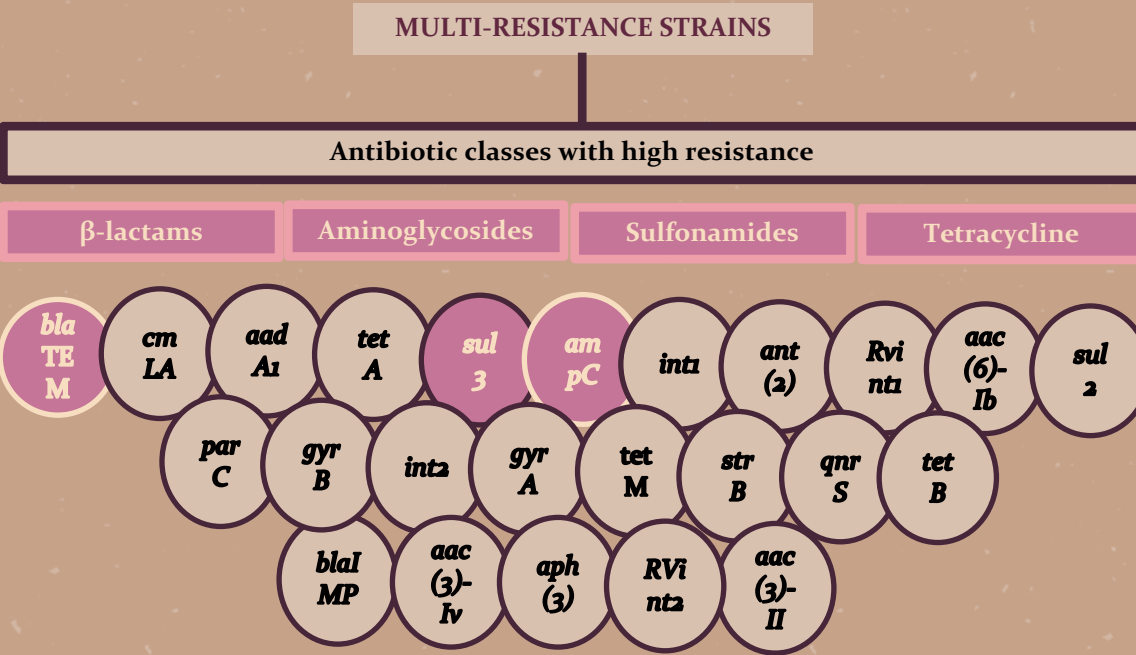 MULTI-RESISTANCE STRAINS
Antibiotic classes with high resistance
β-lactams
Aminoglycosides
Sulfonamides
Tetracycline
bla
TE
M
cm
LA
aad
A1
tet
A
sul
3
am
pC
int1
ant
(2)
Rvi
nt1
aac
(6)-
Ib
sul
2
par
C
gyr
B
int2
gyr
A
tet
M
str
B
qnr
S
tet
B
blaI
MP
aac
(3)-
Iv
aph
(3)
RVi
nt2
aac
(3)-
II